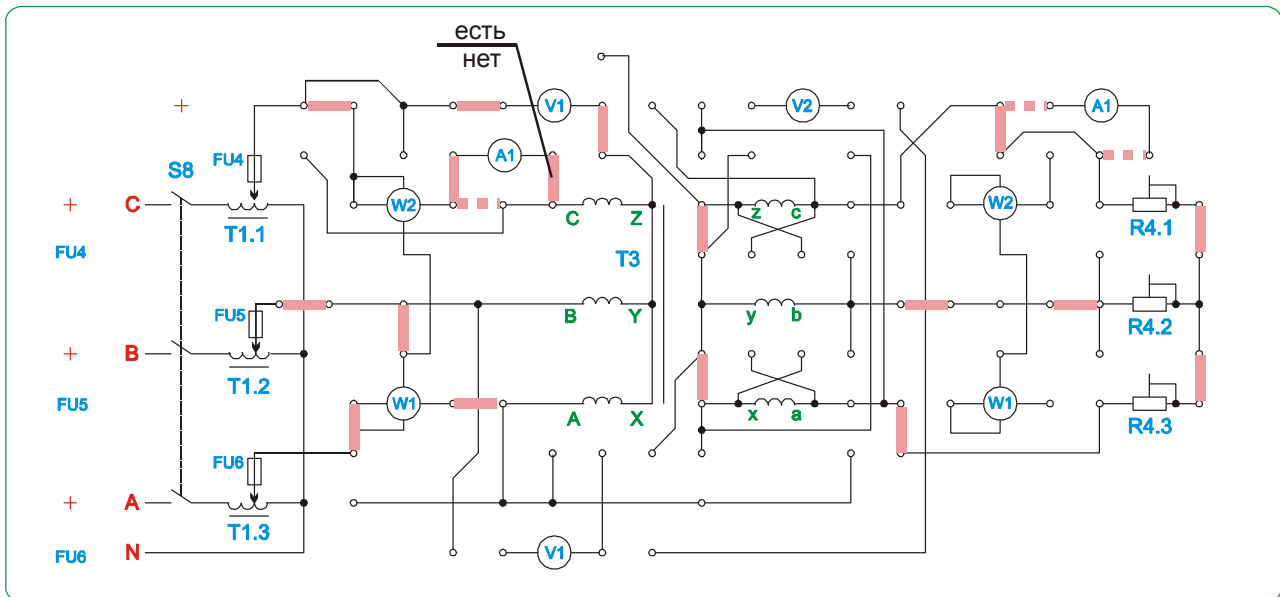 есть
нет
+
V1
V2
A1
FU4
A1
S8
+
C
W2
C
Z
z
c
W2
T1.1
R4.1
FU4
T3
FU5
B
Y
y
b
R4.2
+
B
T1.2
FU5
W1
A
X
x
a
W1
R4.3
FU6
+
A
T1.3
FU6
N
V1